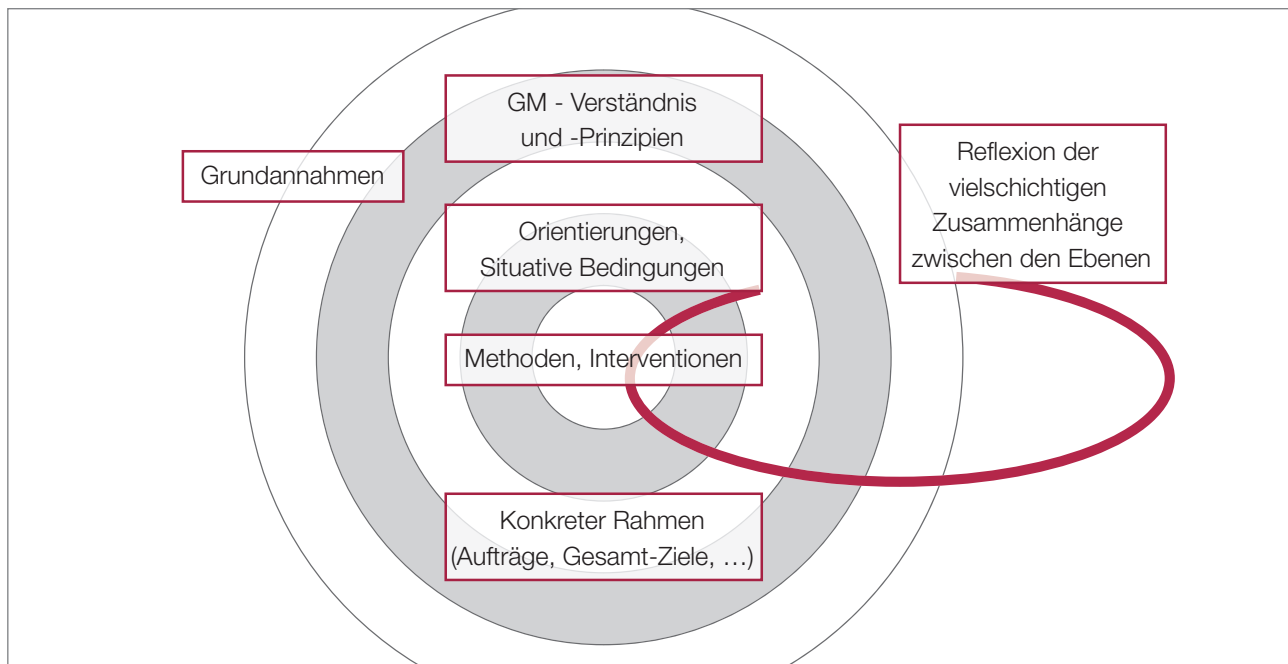 GM - Verständnis
und -Prinzipien
Grundannahmen
Reflexion der
vielschichtigen
Zusammenhänge
zwischen den Ebenen
Orientierungen,
Situative Bedingungen
Methoden, Interventionen
Konkreter Rahmen
(Aufträge, Gesamt-Ziele, …)